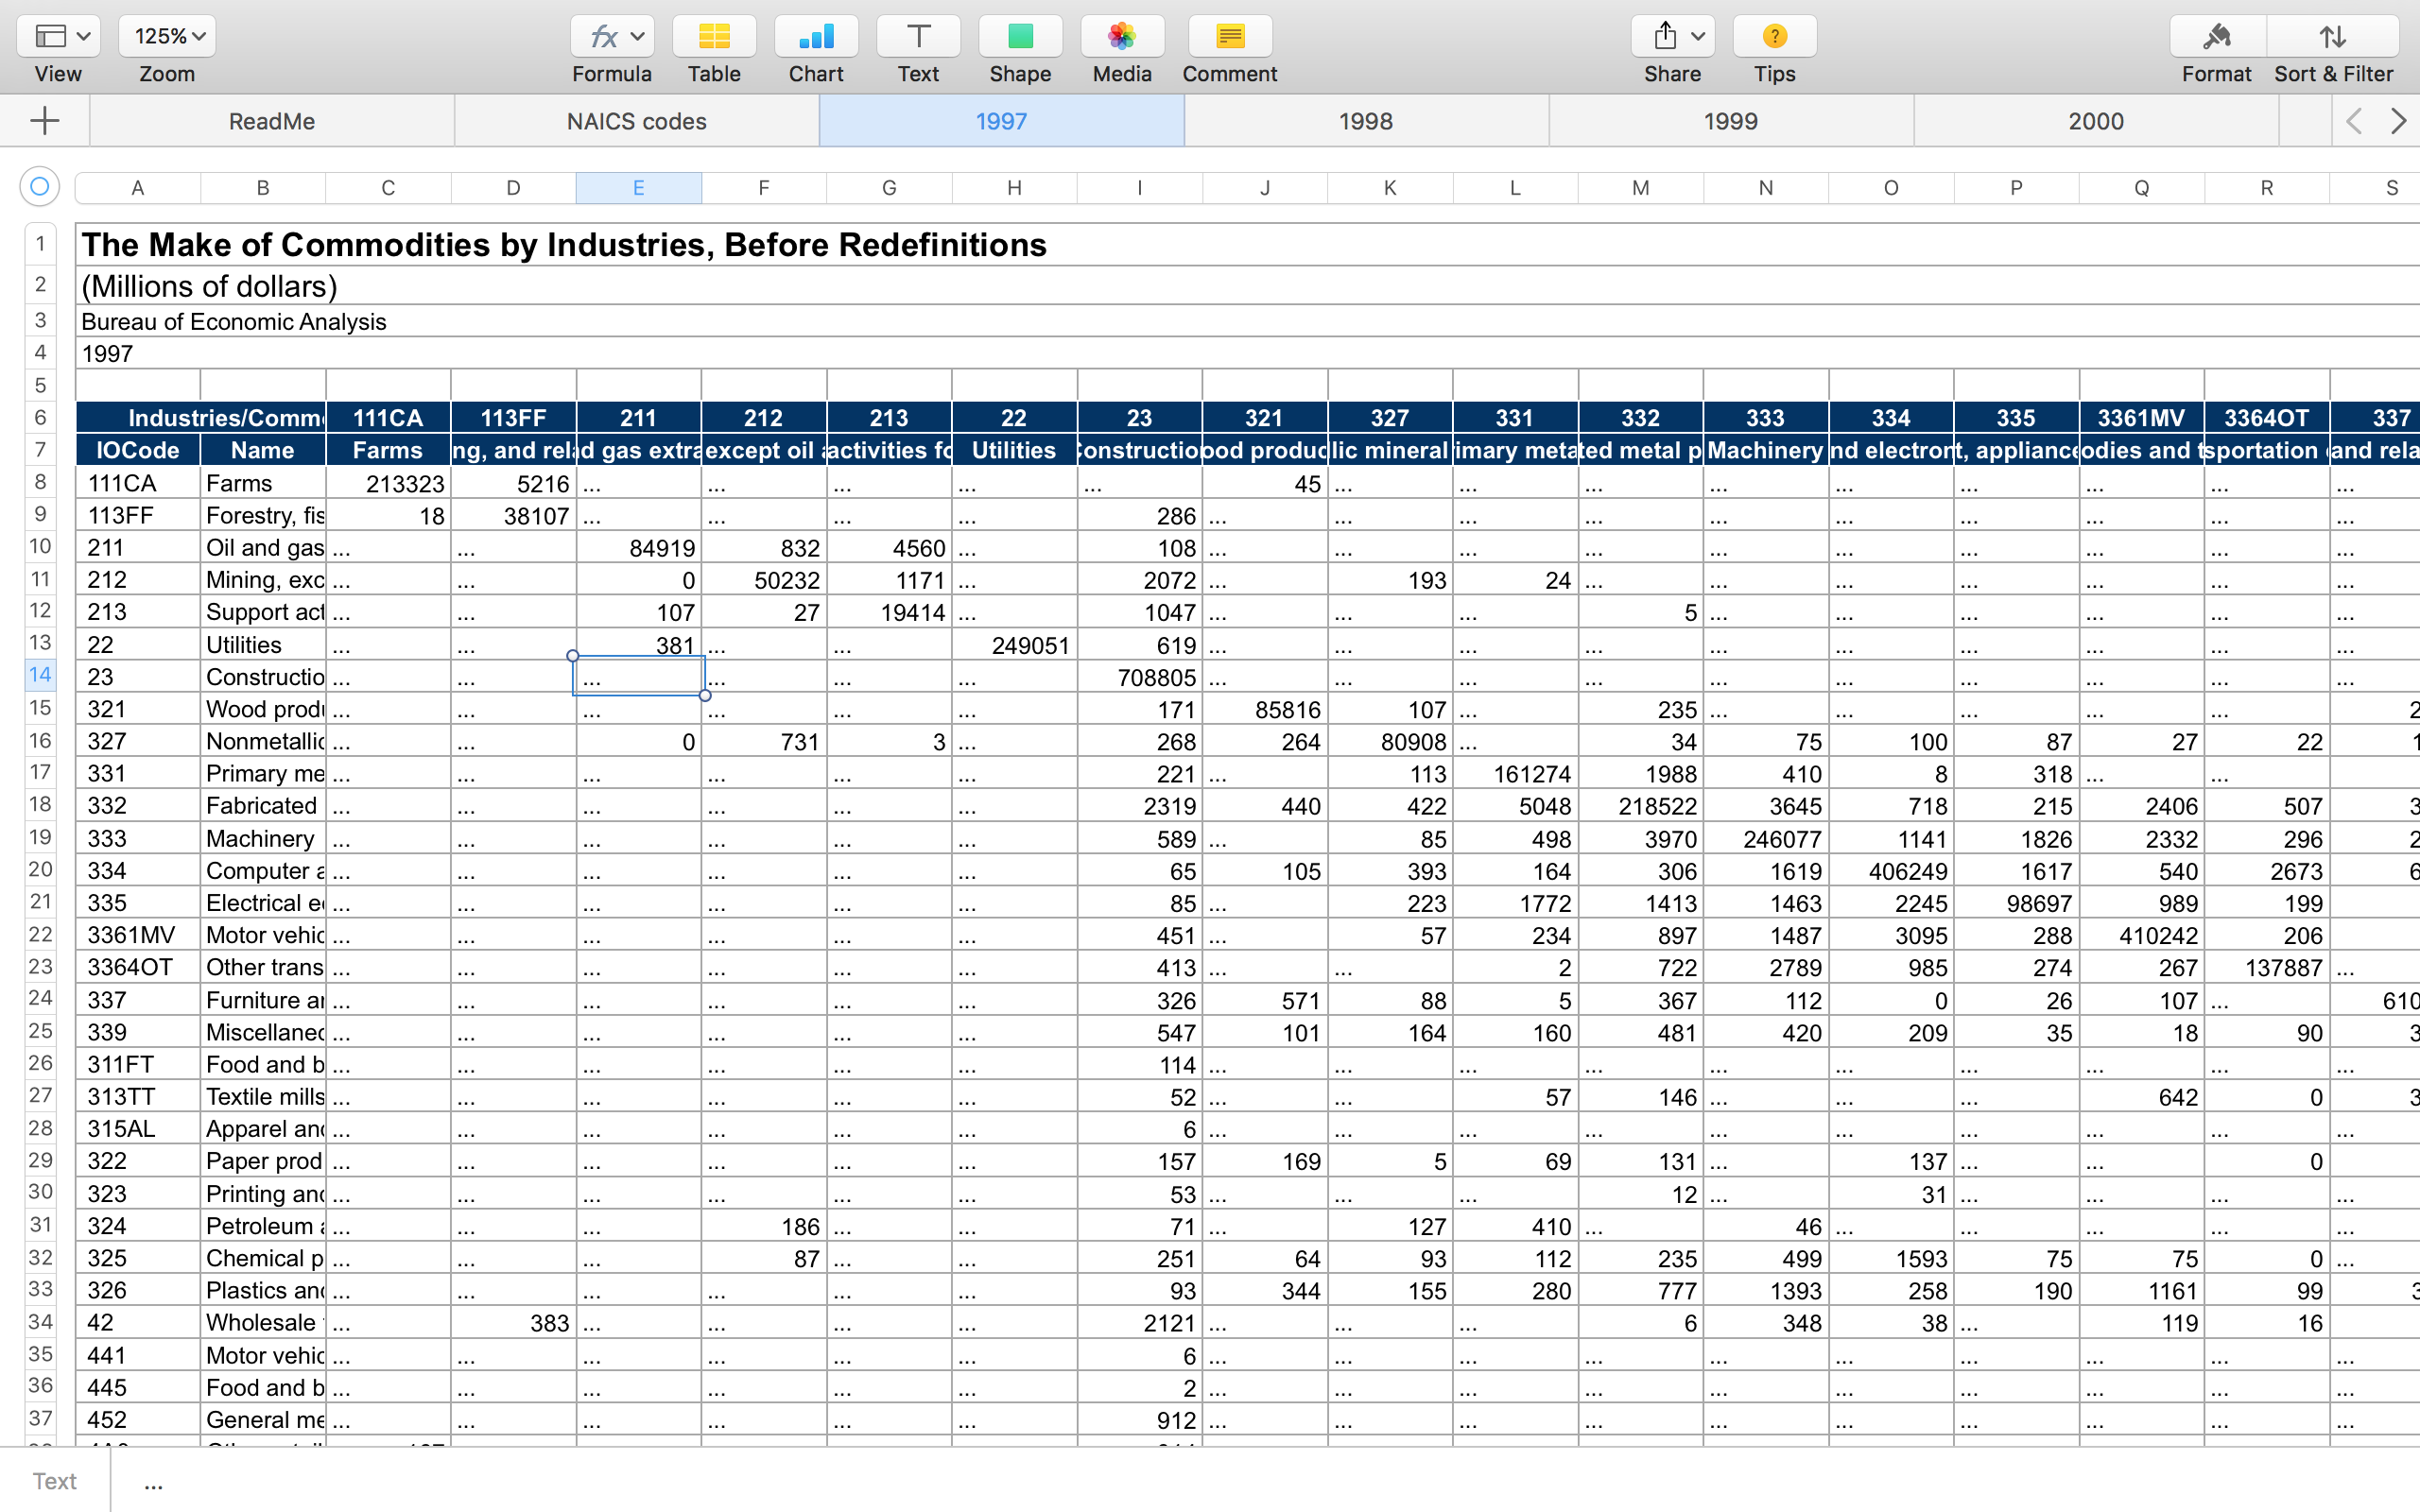 125%
View Zoom Formula Table Chart Text Shape Media Comment Share Tips Format Sort & Filter
ReadMe NAICS codes 1997 1998 1999 2000
A B C D E F G H I J K L M N O P Q R S
1 The Make of Commodities by Industries, Before Redefinitions
2 (Millions of dollars)
3 Bureau of Economic Analysis
4 1997
5
6 Industries/Comm 111CA 113FF 211 212 213 22 23 321 327 331 332 333 334 335 3361MV 3364OT 337
7 IOCode Name Farms ng, and rel d gas extra except oil activities fo Utilities onstructio ood produc llic mineral imary meta ted metal p Machinery nd electron t, appliance odies and t sportation and rela
8 111CA Farms 213323 5216 ... ... ... ... ... 45 ... ... ... ... ... ... ... ... ...
9 113FF Forestry, fis 18 38107 ... ... ... ... 286 ... ... ... ... ... ... ... ... ... ...
10 211 Oil and gas ... ... 84919 832 4560 ... 108 ... ... ... ... ... ... ... ... ... ...
11 212 Mining, exc ... ... 0 50232 1171 ... 2072 ... 193 24 ... ... ... ... ... ... ...
12 213 Support act ... ... 107 27 19414 ... 1047 ... ... ... 5 ... ... ... ... ... ...
13 22 Utilities ... ... 381 ... ... 249051 619 ... ... ... ... ... ... ... ... ... ...
14 23 Constructio ... ... ... ... ... ... 708805 ... ... ... ... ... ... ... ... ... ...
15 321 Wood produ ... ... ... ... ... ... 171 85816 107 ... 235 ... ... ... ... ... 2
16 327 Nonmetallic ... ... 0 731 3 ... 268 264 80908 ... 34 75 100 87 27 22 1
17 331 Primary me ... ... ... ... ... ... 221 ... 113 161274 1988 410 8 318 ... ...
18 332 Fabricated ... ... ... ... ... ... 2319 440 422 5048 218522 3645 718 215 2406 507 3
19 333 Machinery ... ... ... ... ... ... 589 ... 85 498 3970 246077 1141 1826 2332 296 2
20 334 Computer a ... ... ... ... ... ... 65 105 393 164 306 1619 406249 1617 540 2673 6
21 335 Electrical e ... ... ... ... ... ... 85 ... 223 1772 1413 1463 2245 98697 989 199
22 3361MV Motor vehic ... ... ... ... ... ... 451 ... 57 234 897 1487 3095 288 410242 206
23 3364OT Other trans ... ... ... ... ... ... 413 ... ... 2 722 2789 985 274 267 137887 ...
24 337 Furniture an ... ... ... ... ... ... 326 571 88 5 367 112 0 26 107 ... 610
25 339 Miscellanec ... ... ... ... ... ... 547 101 164 160 481 420 209 35 18 90 3
26 311FT Food and b ... ... ... ... ... ... 114 ... ... ... ... ... ... ... ... ... ...
27 313TT Textile mills ... ... ... ... ... ... 52 ... ... 57 146 ... ... ... 642 0 3
28 315AL Apparel and ... ... ... ... ... ... 6 ... ... ... ... ... ... ... ... ... ...
29 322 Paper prod ... ... ... ... ... ... 157 169 5 69 131 ... 137 ... ... 0
30 323 Printing and ... ... ... ... ... ... 53 ... ... ... 12 ... 31 ... ... ... ...
31 324 Petroleum a ... ... ... 186 ... ... 71 ... 127 410 ... 46 ... ... ... ... ...
32 325 Chemical p ... ... ... 87 ... ... 251 64 93 112 235 499 1593 75 75 0 ...
33 326 Plastics and ... ... ... ... ... ... 93 344 155 280 777 1393 258 190 1161 99 3
34 42 Wholesale ... 383 ... ... ... ... 2121 ... ... ... 6 348 38 ... 119 16
35 441 Motor vehic ... ... ... ... ... ... 6 ... ... ... ... ... ... ... ... ... ...
36 445 Food and b ... ... ... ... ... ... 2 ... ... ... ... ... ... ... ... ... ...
37 452 General me ... ... ... ... ... ... 912 ... ... ... ... ... ... ... ... ... ...
Text ...